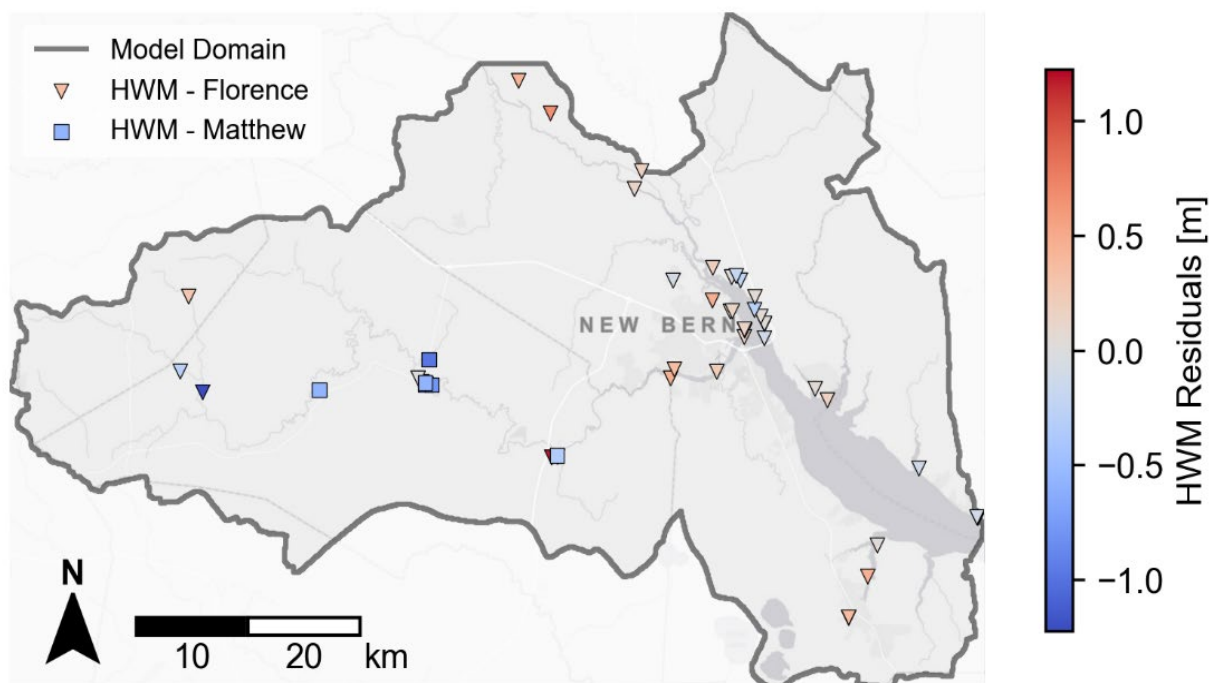 Model Domain
HWM - Florence
HWM - Matthew
NEW BERN
N
10 20 km
1.0
0.5
0.0
−0.5
−1.0
HWM Residuals [m]